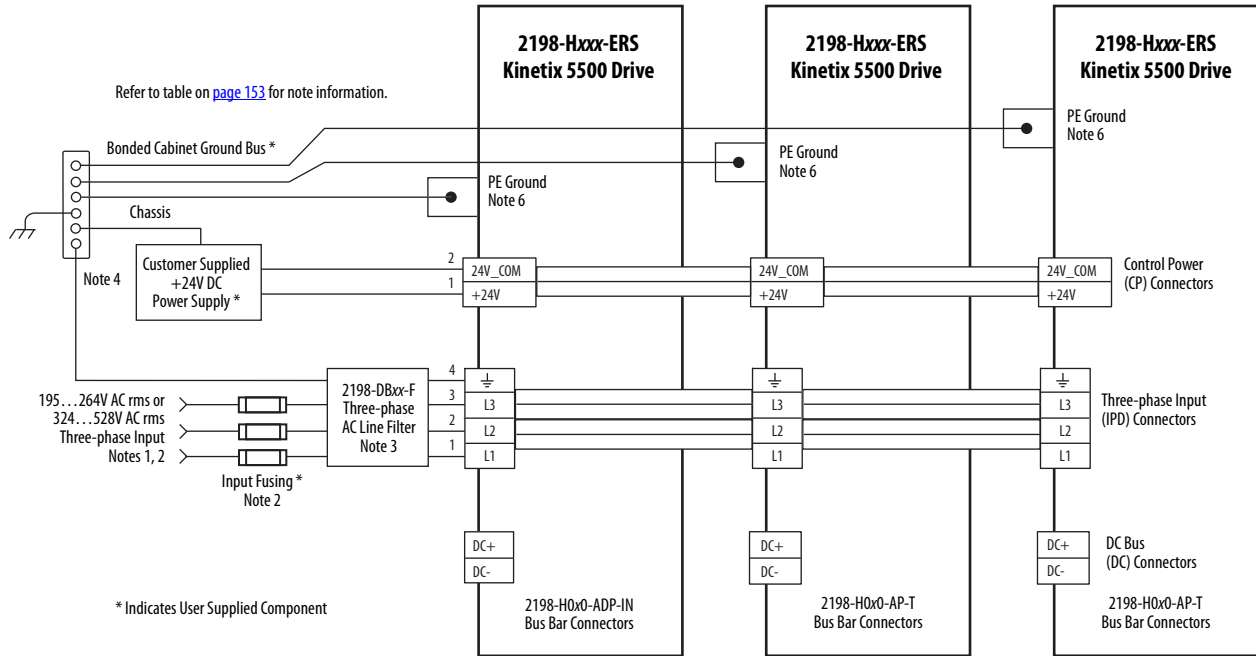 2198-Hxxx-ERS
Kinetix 5500 Drive
2198-Hxxx-ERS
Kinetix 5500 Drive
2198-Hxxx-ERS
Kinetix 5500 Drive
Refer to table on page 153 for note information.
Bonded Cabinet Ground Bus *
PE Ground
Note 6
PE Ground
Note 6
PE Ground
Note 6
Chassis
Note 4
Customer Supplied
+24V DC
Power Supply *
2
1
24V_COM
+24V
24V_COM
+24V
24V_COM
+24V
Control Power
(CP) Connectors
195…264V AC rms or
324…528V AC rms
Three-phase Input
Notes 1, 2
Input Fusing *
Note 2
2198-DBxx-F
Three-phase
AC Line Filter
Note 3
4
3
2
1
L3
L2
L1
L3
L2
L1
L3
L2
L1
Three-phase Input
(IPD) Connectors
DC+
DC-
DC+
DC-
DC+
DC-
DC Bus
(DC) Connectors
* Indicates User Supplied Component
2198-H0x0-ADP-IN
Bus Bar Connectors
2198-H0x0-AP-T
Bus Bar Connectors
2198-H0x0-AP-T
Bus Bar Connectors